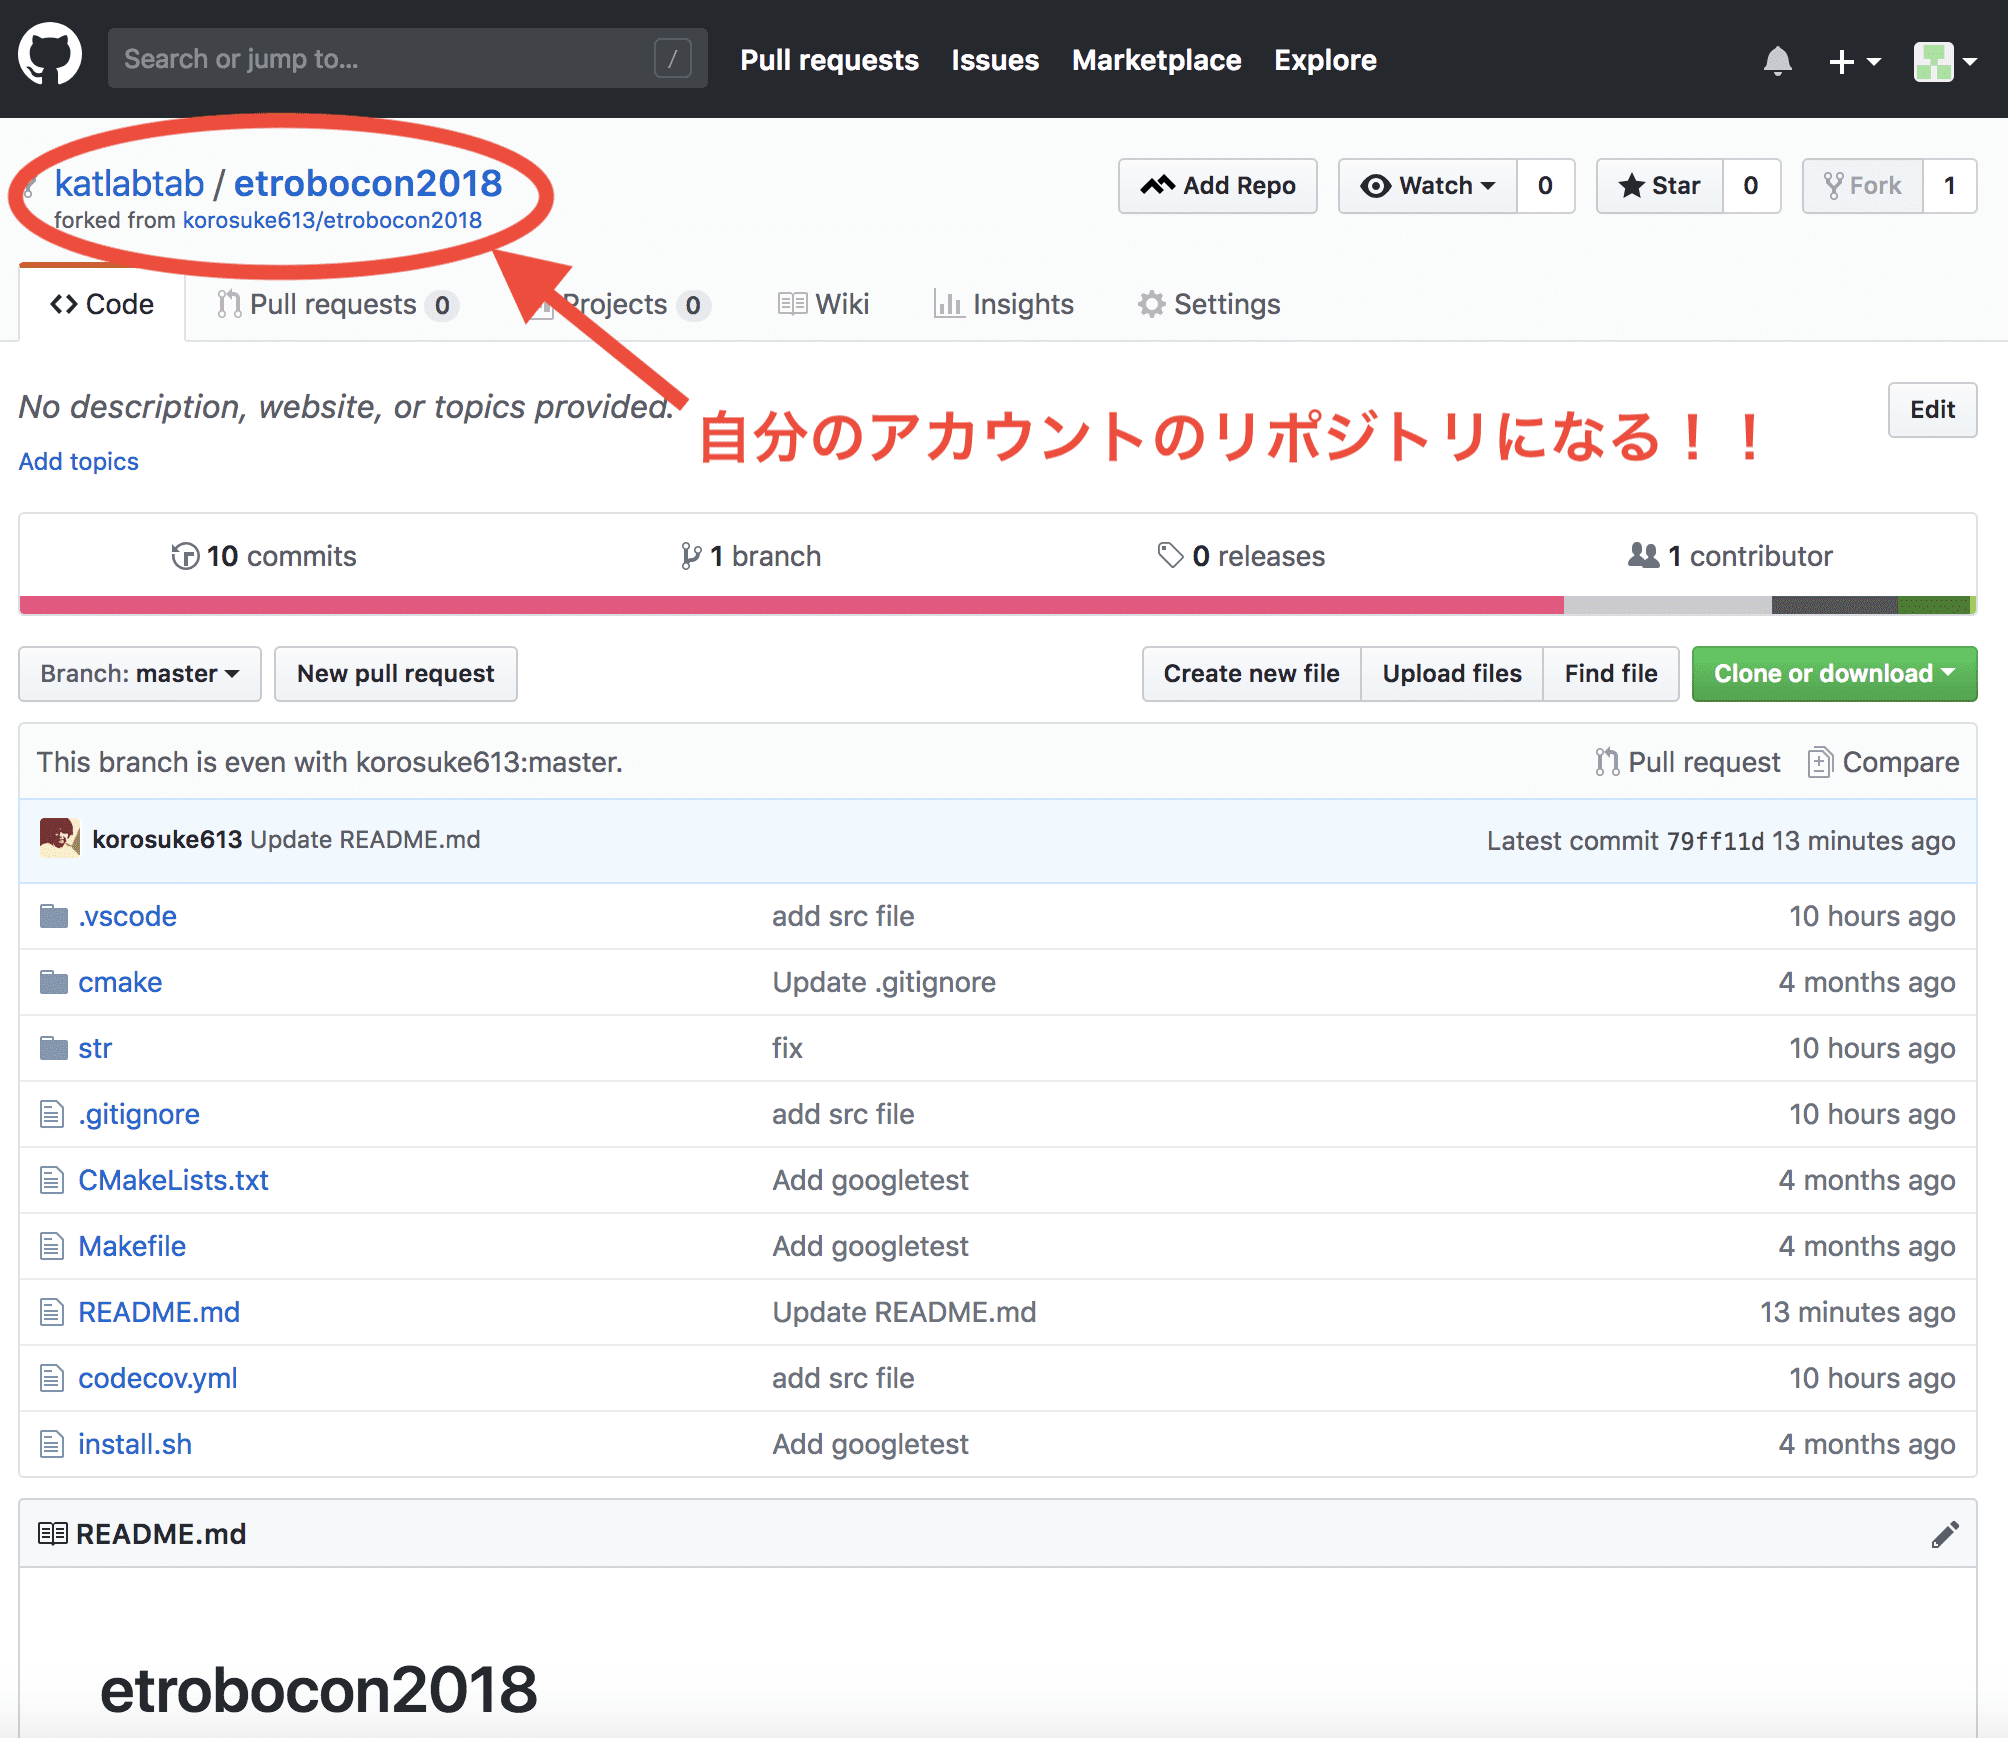 Search or jump to... /
Pull requests Issues Marketplace Explore
katlabtab / etrobocon2018
forked from korosuke613/etrobocon2018
Add Repo Watch 0 Star 0 Fork 1
Code Pull requests 0 Projects 0 Wiki Insights Settings
No description, website, or topics provided.
Edit
自分のアカウントのリポジトリになる！！
Add topics
10 commits 1 branch 0 releases 1 contributor
Branch: master New pull request Create new file Upload files Find file Clone or download
This branch is even with korosuke613:master. Pull request Compare
korosuke613 Update README.md Latest commit 79ff11d 13 minutes ago
.vscode add src file 10 hours ago
cmake Update .gitignore 4 months ago
str fix 10 hours ago
.gitignore add src file 10 hours ago
CMakeLists.txt Add googletest 4 months ago
Makefile Add googletest 4 months ago
README.md Update README.md 13 minutes ago
codecov.yml add src file 10 hours ago
install.sh Add googletest 4 months ago
README.md
etrobocon2018